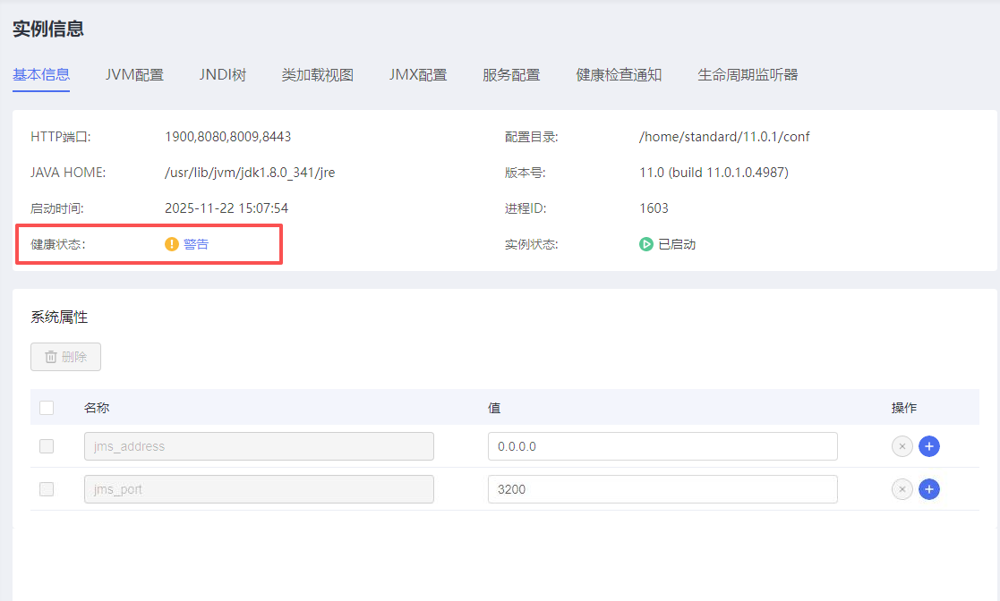 实例信息
基本信息 JVM配置 JNDI树 类加载视图 JMX配置 服务配置 健康检查通知 生命周期监听器
HTTP端口: 1900,8080,8009,8443 配置目录: /home/standard/11.0.1/conf
JAVA HOME: /usr/lib/jvm/jdk1.8.0_341/jre 版本号: 11.0 (build 11.0.1.0.4987)
启动时间: 2025-11-22 15:07:54 进程ID: 1603
健康状态: 警告 实例状态: 已启动
系统属性
删除
名称 值 操作
jms_address 0.0.0.0
jms_port 3200